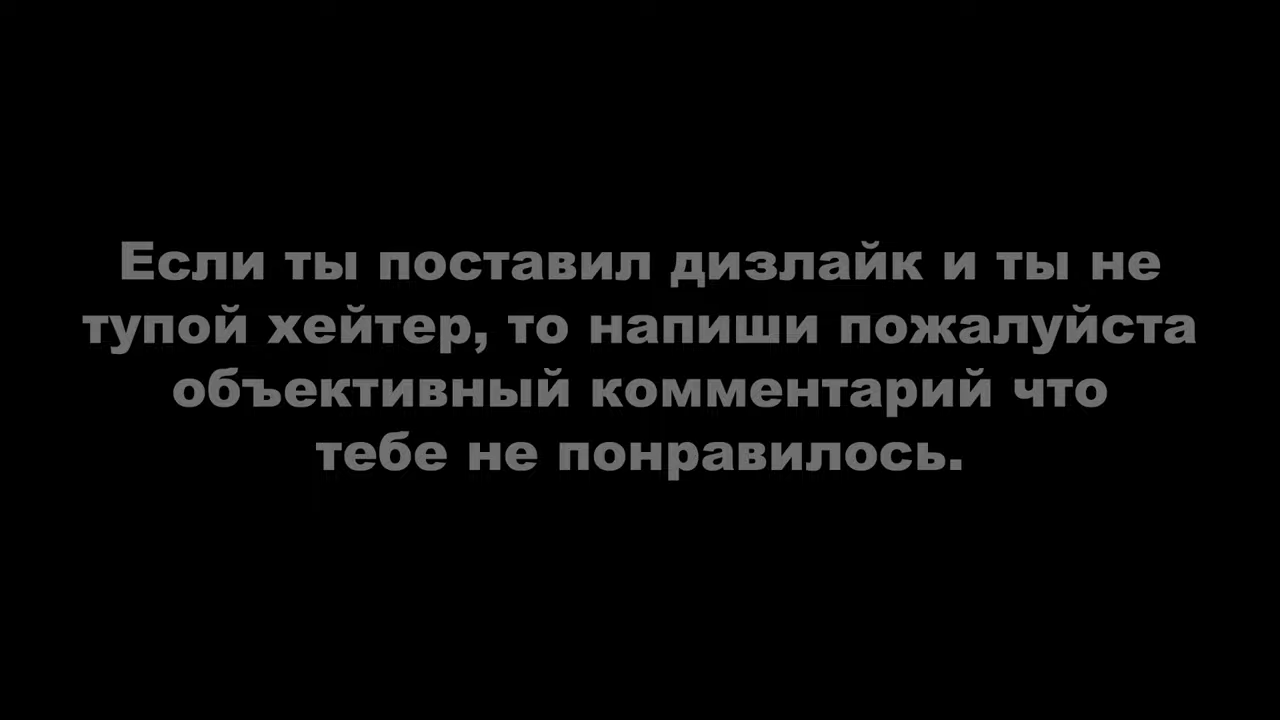 Если ты поставил дизлайк и ты не
тупой хейтер, то напиши пожалуйста
объективный комментарий что
тебе не понравилось.